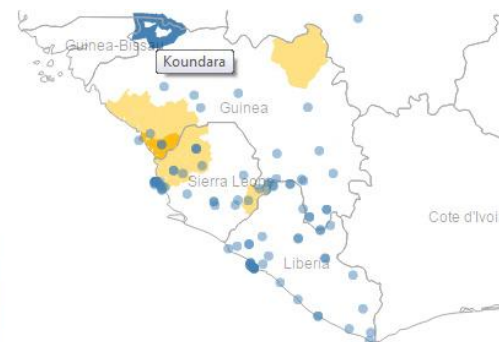 Guinea-Bissau
Koundara
Guinea
Sierra Leone
Cote d'Ivoi
Liberia